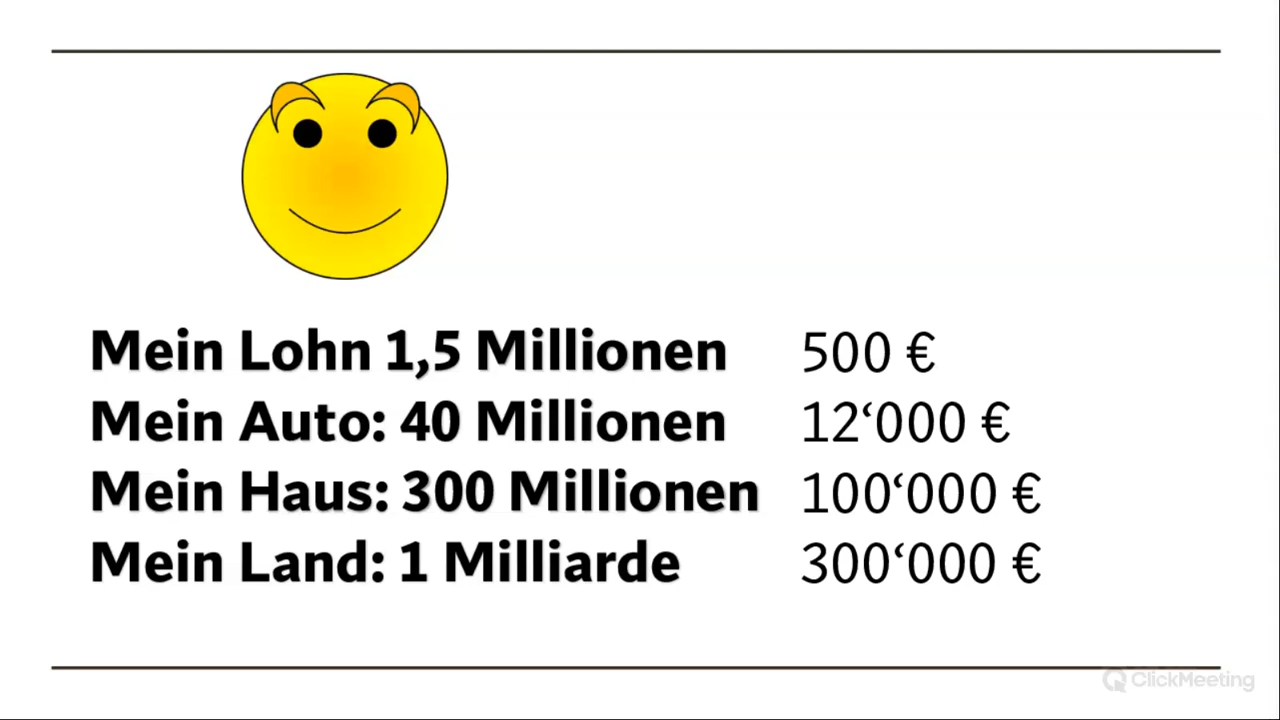 Mein Lohn 1,5 Millionen 500 €
Mein Auto: 40 Millionen 12‘000 €
Mein Haus: 300 Millionen 100‘000 €
Mein Land: 1 Milliarde 300‘000 €
ClickMeeting